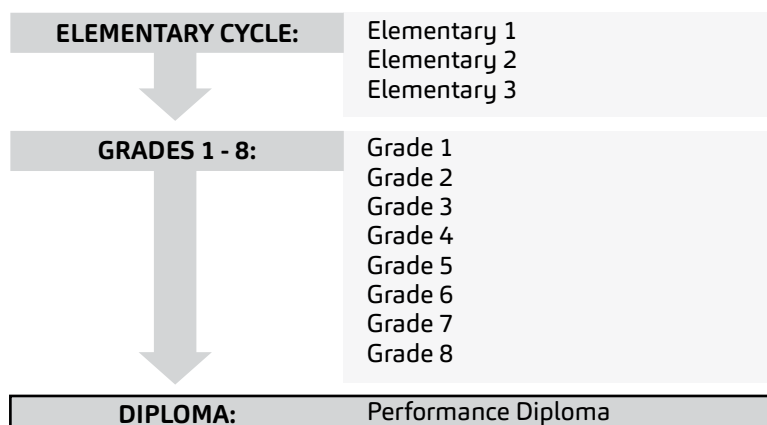 ELEMENTARY CYCLE: Elementary 1
Elementary 2
Elementary 3
GRADES 1 - 8: Grade 1
Grade 2
Grade 3
Grade 4
Grade 5
Grade 6
Grade 7
Grade 8
DIPLOMA: Performance Diploma